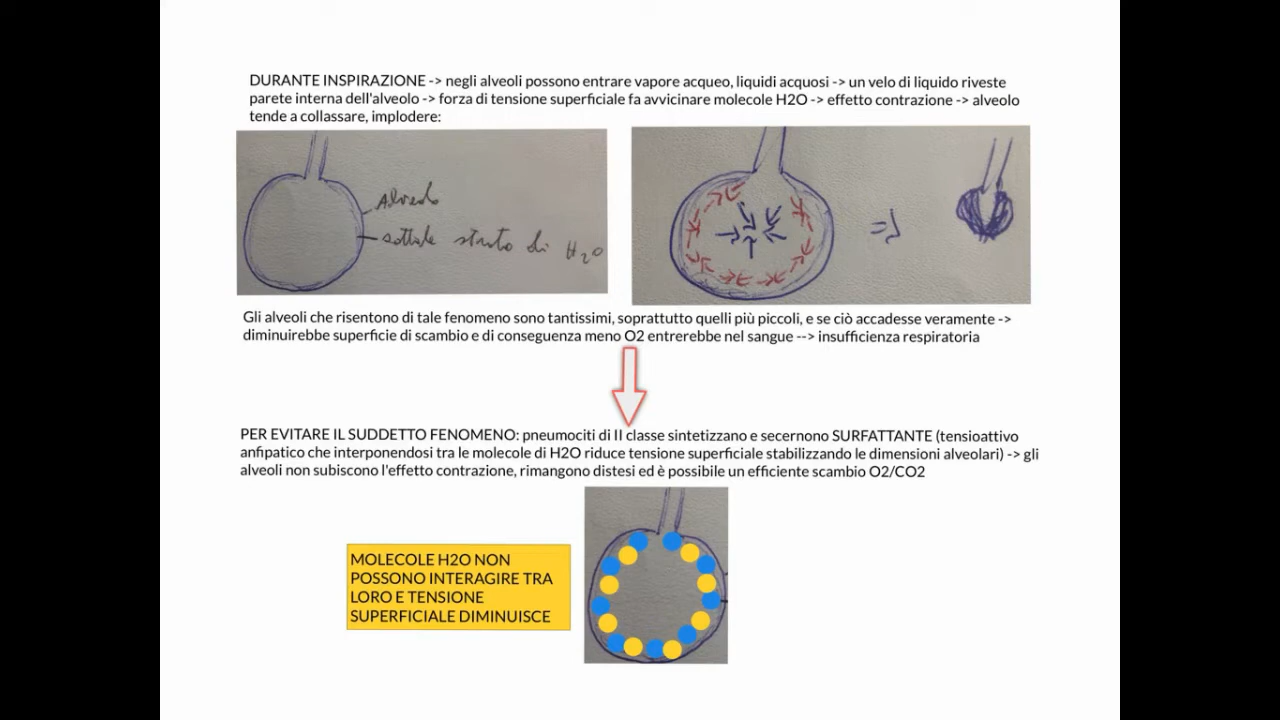 DURANTE INSPIRAZIONE -> negli alveoli possono entrare vapore acqueo, liquidi acquosi -> un velo di liquido riveste
parete interna dell'alveolo -> forza di tensione superficiale fa avvicinare molecole H2O -> effetto contrazione -> alveolo
tende a collassare, implodere:
Alveolo
sottile strato di H2O
=>
Gli alveoli che risentono di tale fenomeno sono tantissimi, soprattutto quelli più piccoli, e se ciò accadesse veramente ->
diminuirebbe superficie di scambio e di conseguenza meno O2 entrerebbe nel sangue --> insufficienza respiratoria
PER EVITARE IL SUDDETTO FENOMENO: pneumociti di II classe sintetizzano e secernono SURFATTANTE (tensioattivo
anfipatico che interponendosi tra le molecole di H2O riduce tensione superficiale stabilizzando le dimensioni alveolari) -> gli
alveoli non subiscono l'effetto contrazione, rimangono distesi ed è possibile un efficiente scambio O2/CO2
MOLECOLE H2O NON
POSSONO INTERAGIRE TRA
LORO E TENSIONE
SUPERFICIALE DIMINUISCE